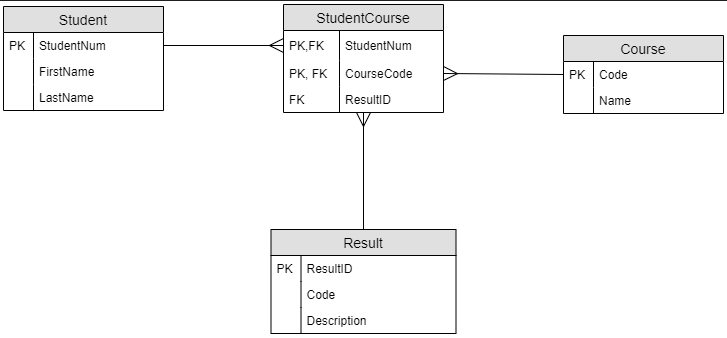 Student
PK StudentNum
FirstName
LastName
StudentCourse
PK,FK StudentNum
PK, FK CourseCode
FK ResultID
Course
PK Code
Name
Result
PK ResultID
Code
Description